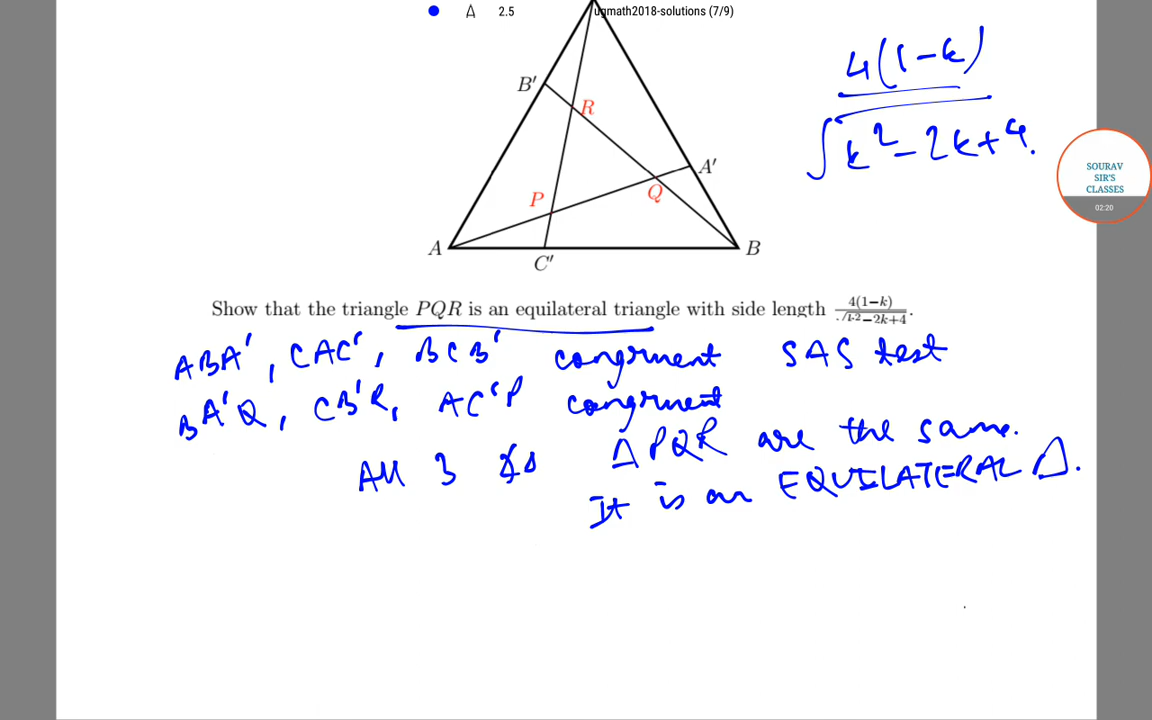 Δ 2.5 ugmath2018-solutions (7/9)
4(1-k)
√k²-2k+4.
B'
R
A'
P
Q
A
C'
B
SOURAV
SIR'S
CLASSES
02:20
Show that the triangle PQR is an equilateral triangle with side length 4(1−k)/√k2−2k+4.
ABA', CAC', BCB' congruent SAS test
BA'Q, CB'R, AC'P congruent
All 3 ∡s ΔPQR are the same.
It is an EQUILATERAL Δ.